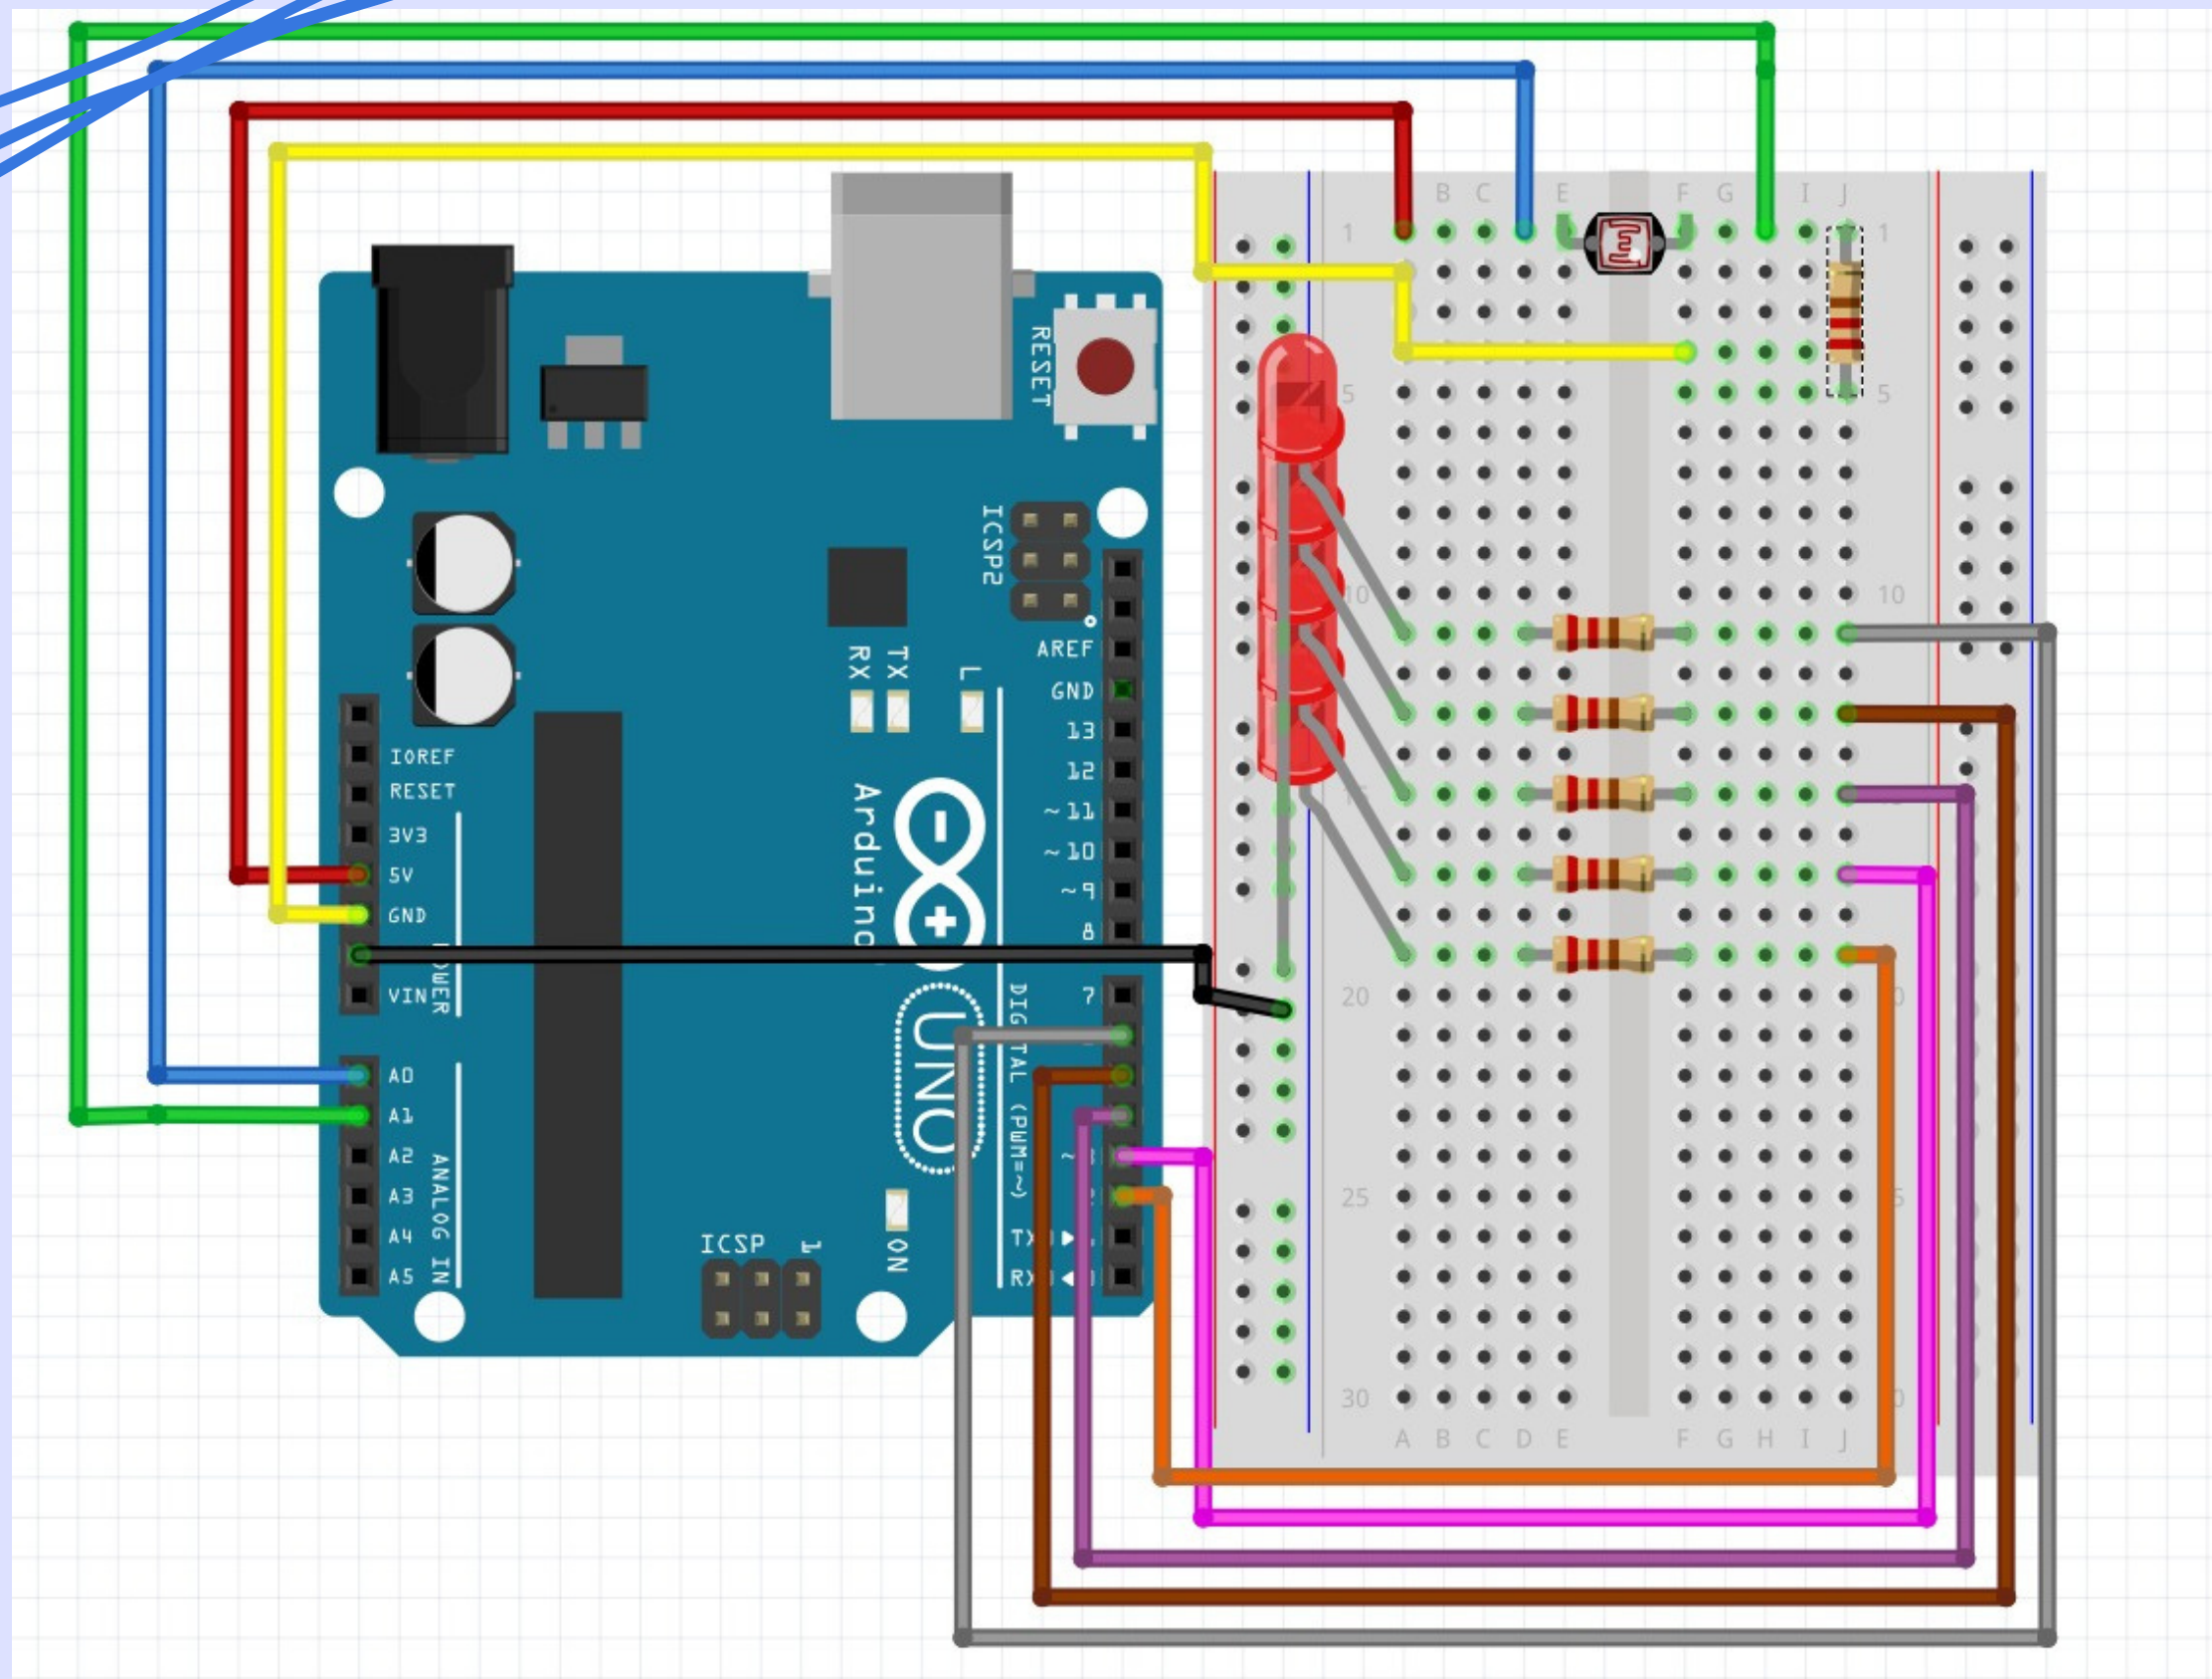 B C E F G I J
1 1
5 5
10 10
20
25
30
A B C D E F G H I J
RESET
ICSP2
AREF
GND
13
12
~11
~10
~9
8
7
RX TX L
IOREF
RESET
3V3
5V
GND
VIN
A0
A1
A2
A3
A4
A5
ANALOG IN
Arduino
UNO
(PWM=~)
ICSP 1
ON